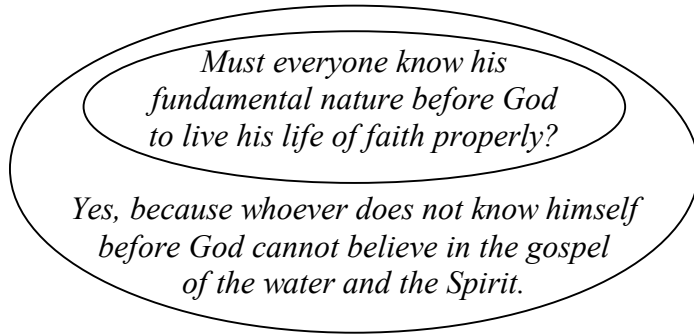 Must everyone know his
fundamental nature before God
to live his life of faith properly?
Yes, because whoever does not know himself
before God cannot believe in the gospel
of the water and the Spirit.